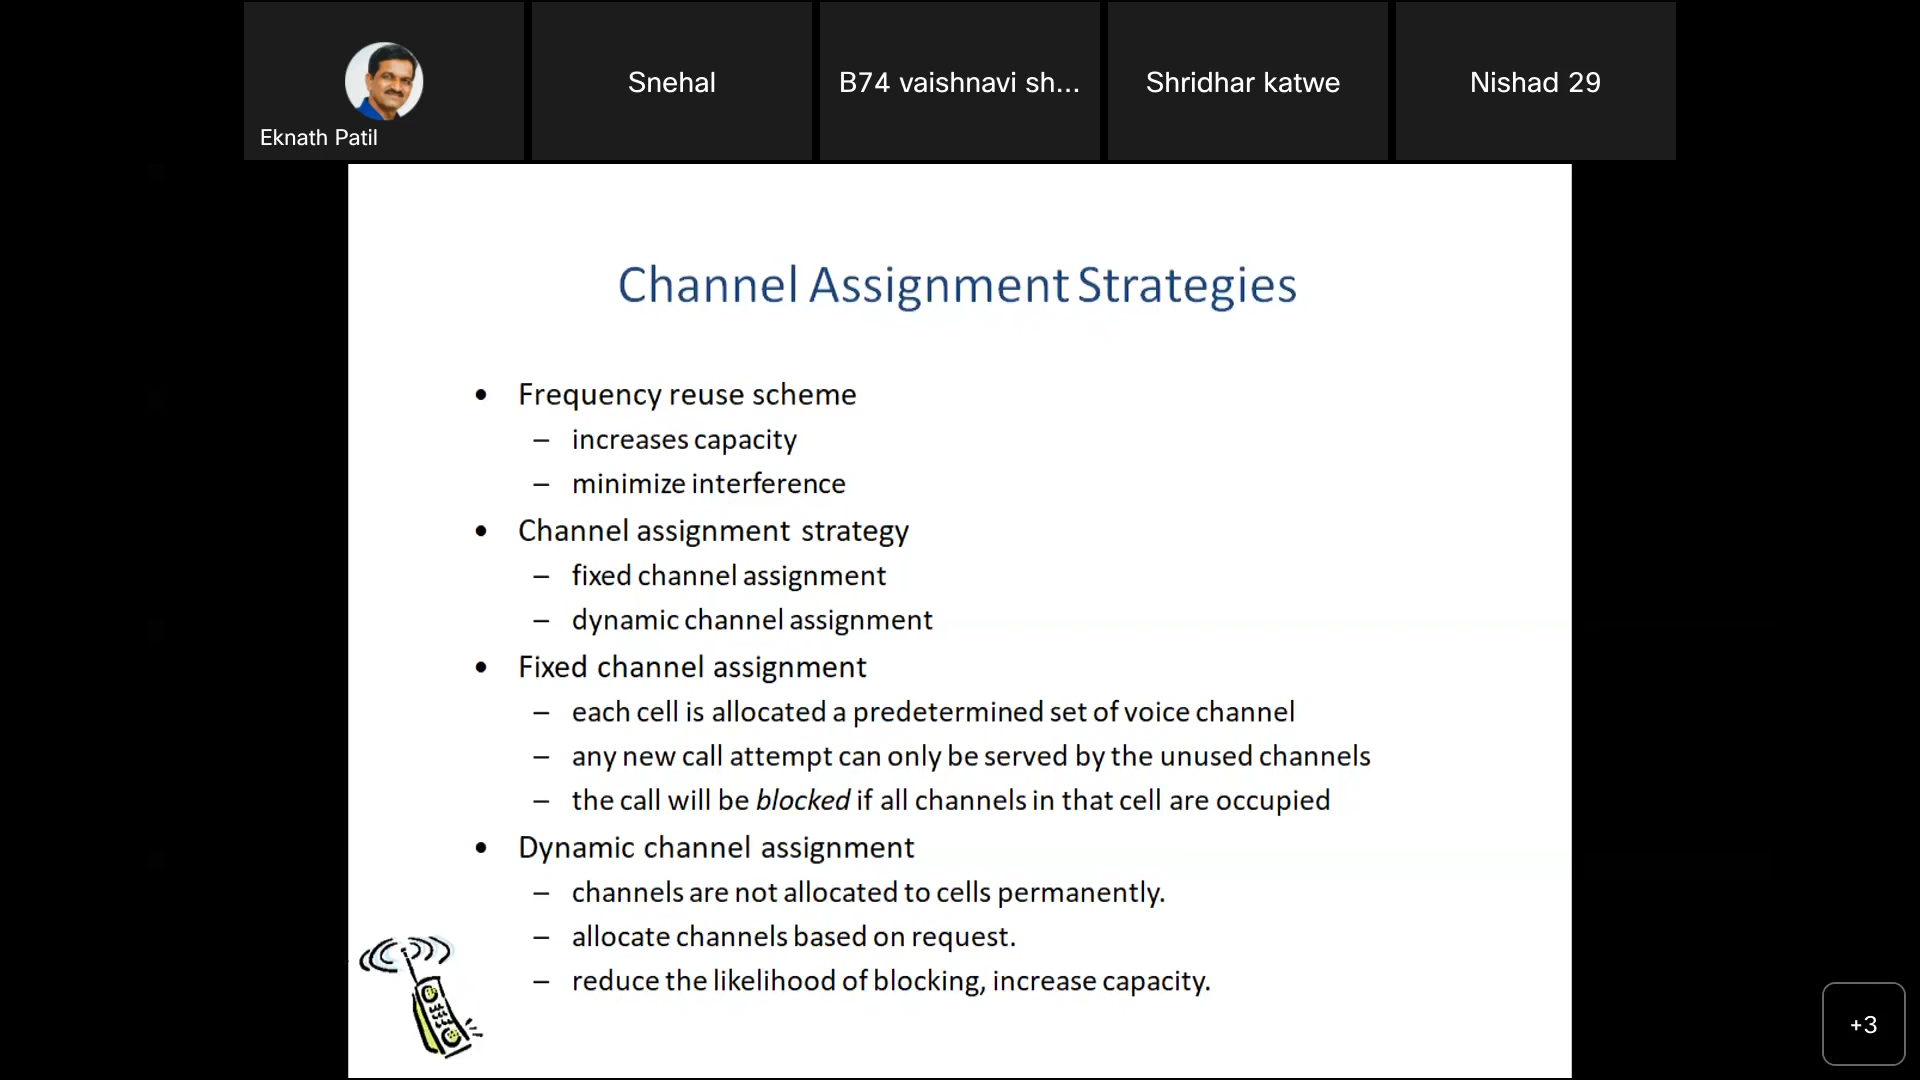 Eknath Patil
Snehal
B74 vaishnavi sh...
Shridhar katwe
Nishad 29
Channel Assignment Strategies
• Frequency reuse scheme
– increases capacity
– minimize interference
• Channel assignment strategy
– fixed channel assignment
– dynamic channel assignment
• Fixed channel assignment
– each cell is allocated a predetermined set of voice channel
– any new call attempt can only be served by the unused channels
– the call will be blocked if all channels in that cell are occupied
• Dynamic channel assignment
– channels are not allocated to cells permanently.
– allocate channels based on request.
– reduce the likelihood of blocking, increase capacity.
+3